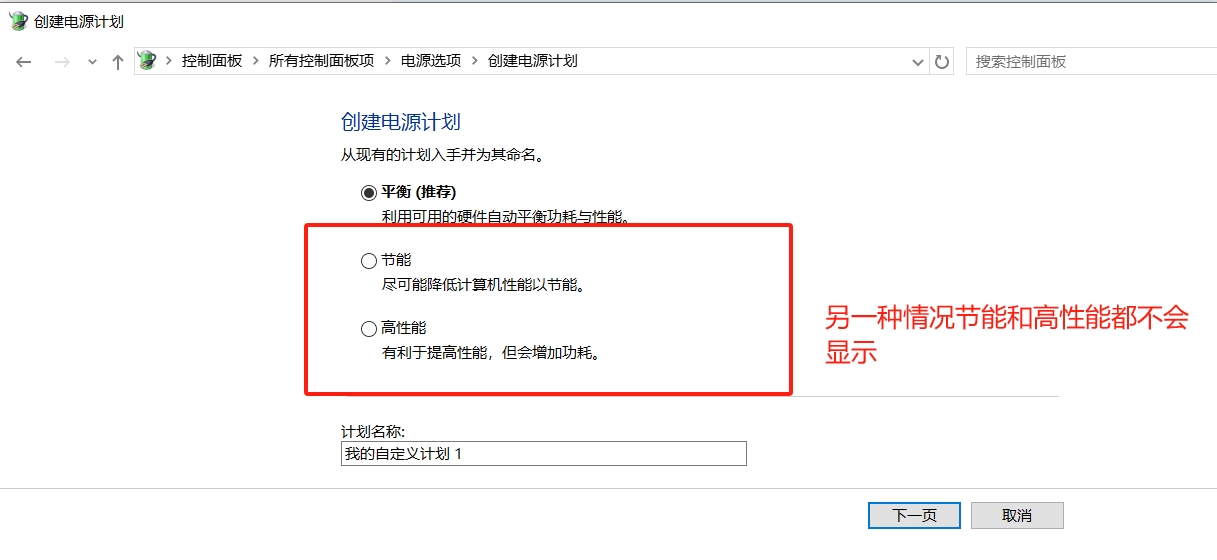 创建电源计划
控制面板 > 所有控制面板项 > 电源选项 > 创建电源计划
搜索控制面板
创建电源计划
从现有的计划入手并为其命名。
平衡 (推荐)
利用可用的硬件自动平衡功耗与性能。
节能
尽可能降低计算机性能以节能。
高性能
有利于提高性能，但会增加功耗。
另一种情况节能和高性能都不会
显示
计划名称:
我的自定义计划 1
下一页
取消